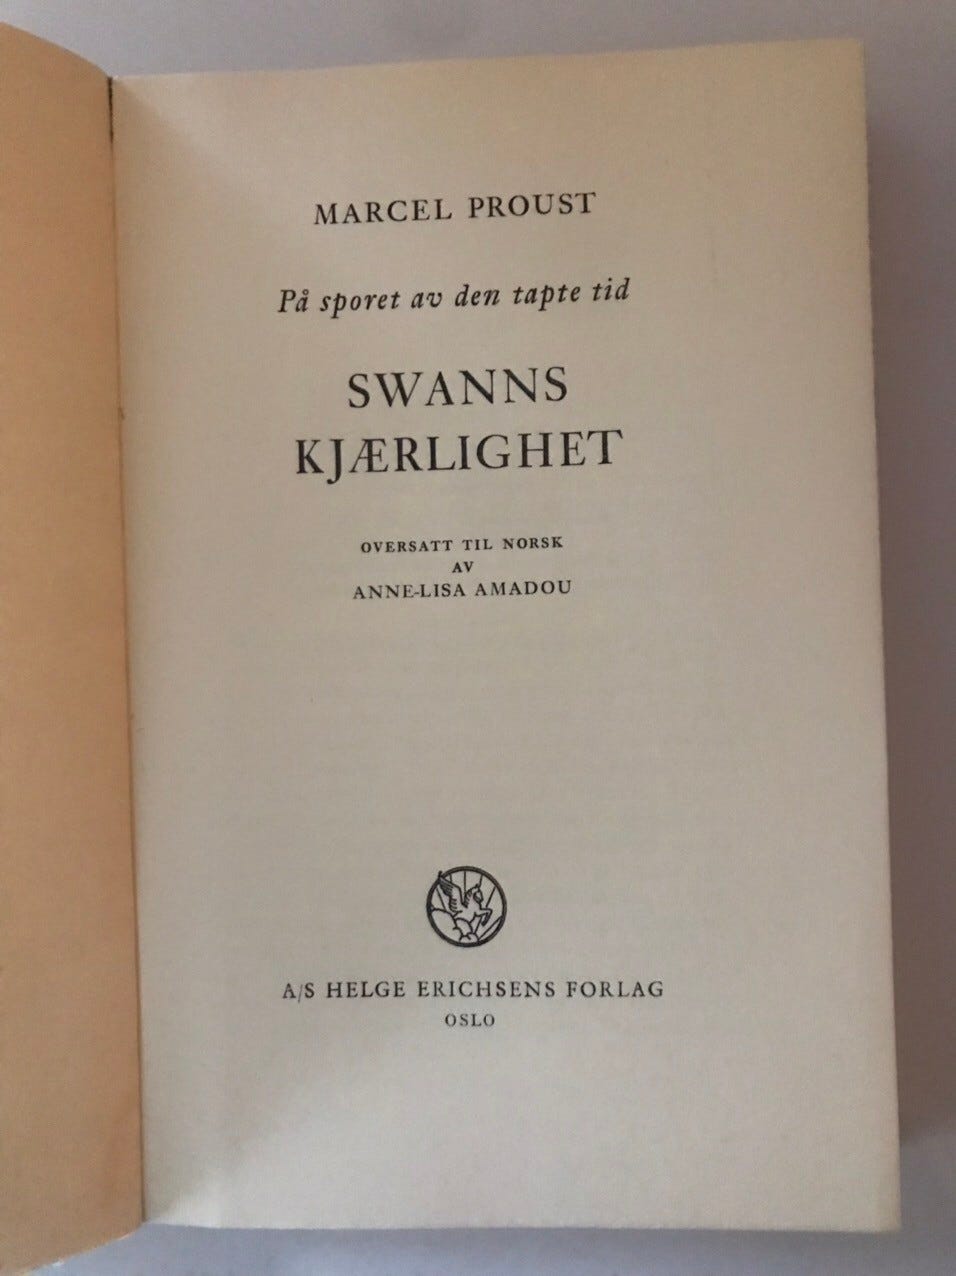 MARCEL PROUST
På sporet av den tapte tid
SWANNS
KJÆRLIGHET
OVERSATT TIL NORSK
AV
ANNE-LISA AMADOU
A/S HELGE ERICHSENS FORLAG
OSLO